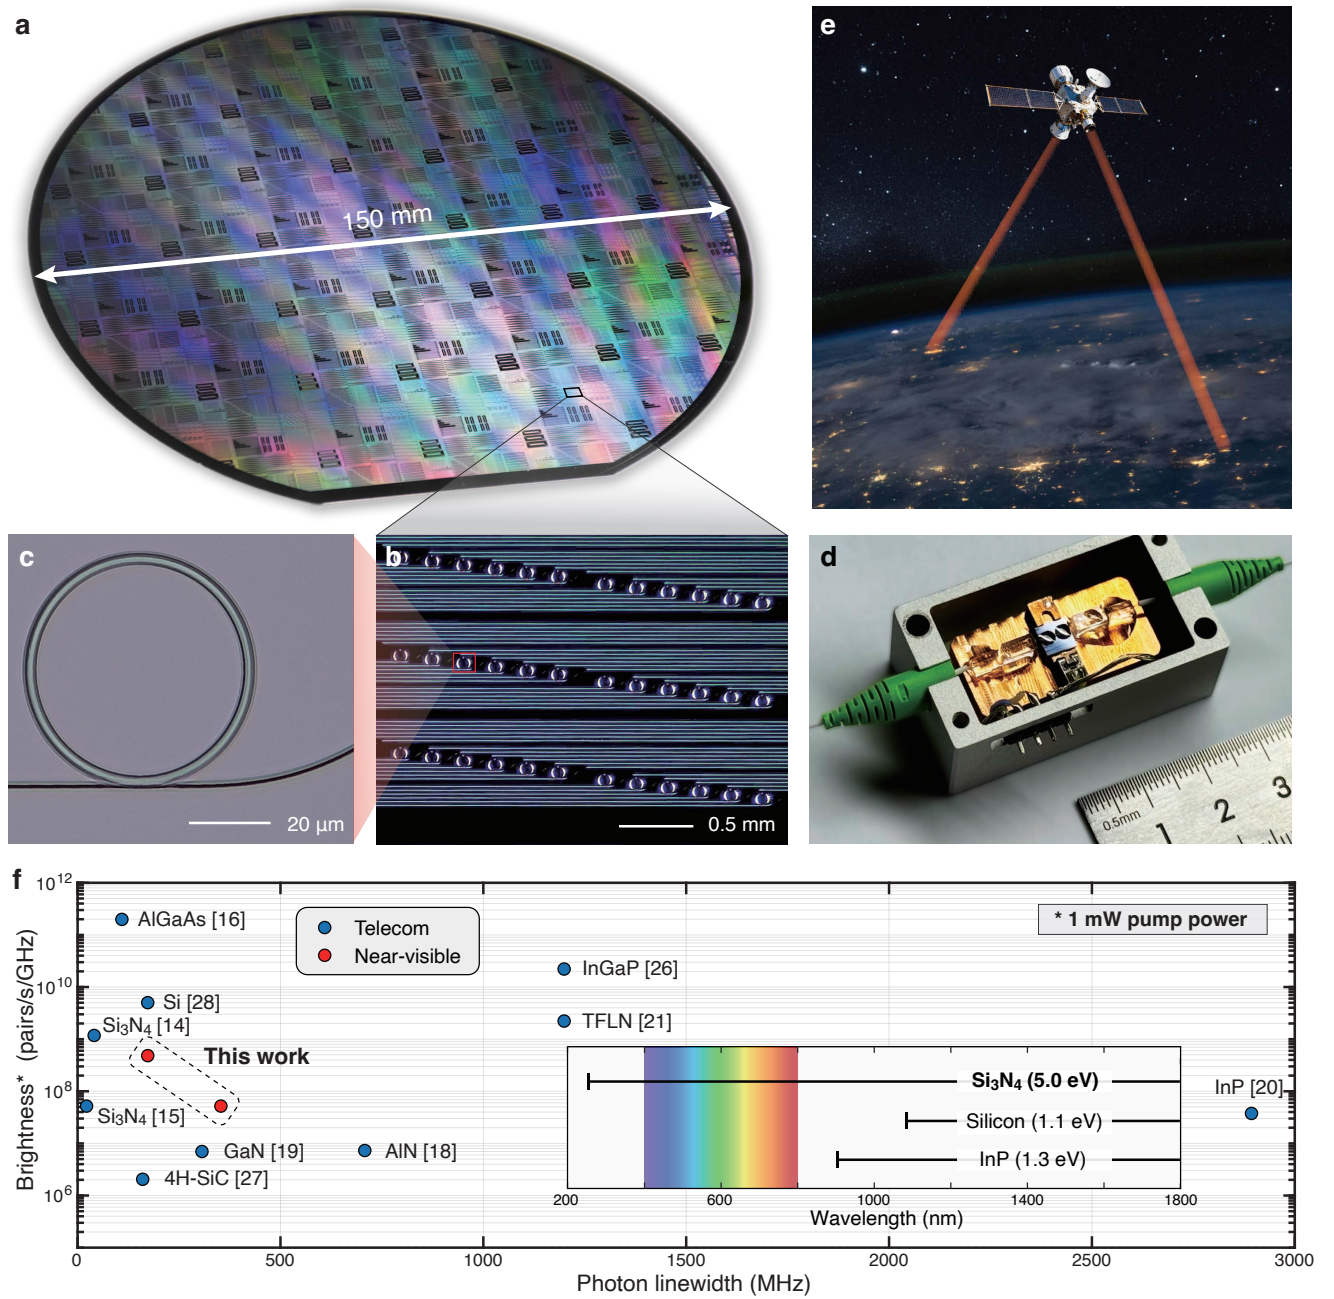 a
150 mm
e
c
20 µm
b
0.5 mm
d
0.5mm
1
2
3
f
10¹²
10¹⁰
10⁸
10⁶
Brightness* (pairs/s/GHz)
AlGaAs [16]
Telecom
Near-visible
* 1 mW pump power
InGaP [26]
Si [28]
Si₃N₄ [14]
TFLN [21]
This work
Si₃N₄ (5.0 eV)
InP [20]
Si₃N₄ [15]
Silicon (1.1 eV)
GaN [19]
AlN [18]
InP (1.3 eV)
4H-SiC [27]
200
600
1000
1400
1800
Wavelength (nm)
0
500
1000
1500
2000
2500
3000
Photon linewidth (MHz)